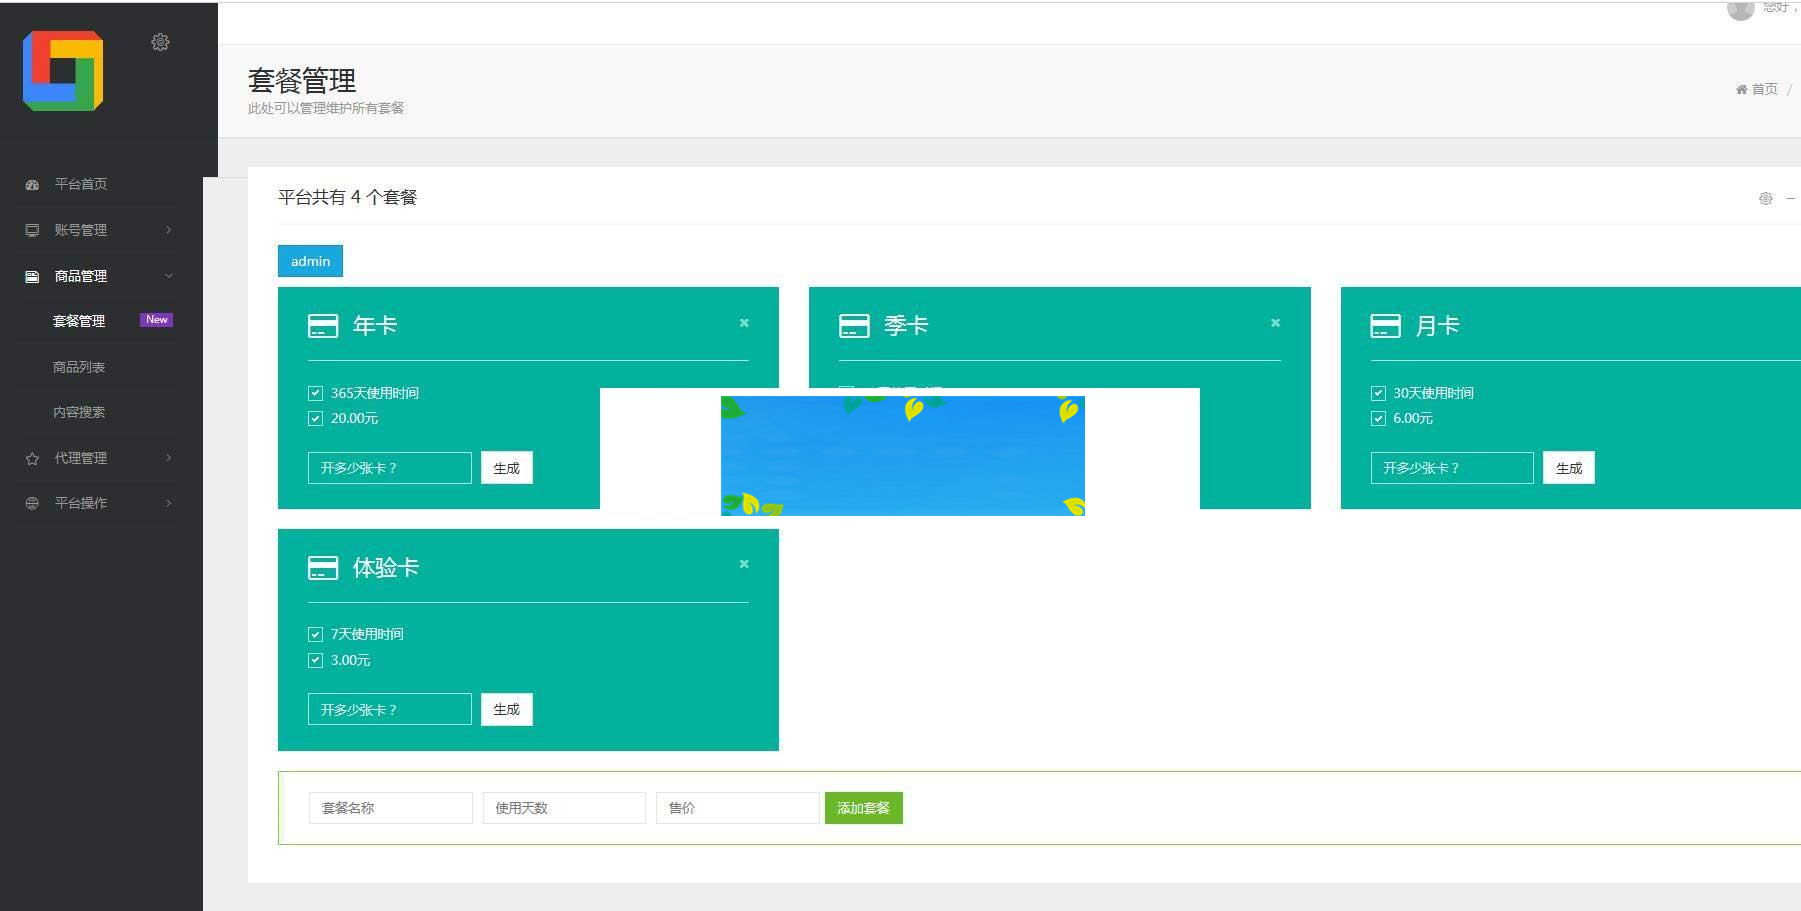 您好，
套餐管理
此处可以管理维护所有套餐
首页 /
平台首页
账号管理
商品管理
套餐管理 New
商品列表
内容搜索
代理管理
平台操作
平台共有 4 个套餐
admin
年卡
365天使用时间
20.00元
开多少张卡？ 生成
季卡
月卡
30天使用时间
6.00元
开多少张卡？ 生成
体验卡
7天使用时间
3.00元
开多少张卡？ 生成
套餐名称 使用天数 售价 添加套餐